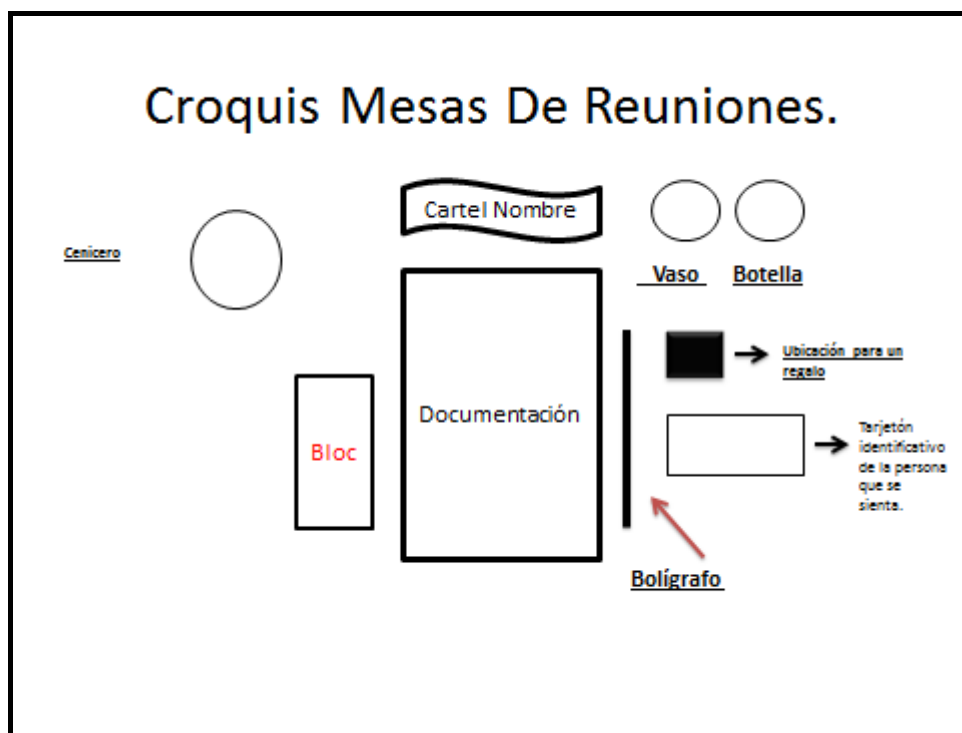 Croquis Mesas De Reuniones.
Cartel Nombre
Cenicero
Vaso
Botella
Ubicación para un
regalo
Documentación
Bloc
Tarjetón
identificativo
de la persona
que se
sienta.
Bolígrafo